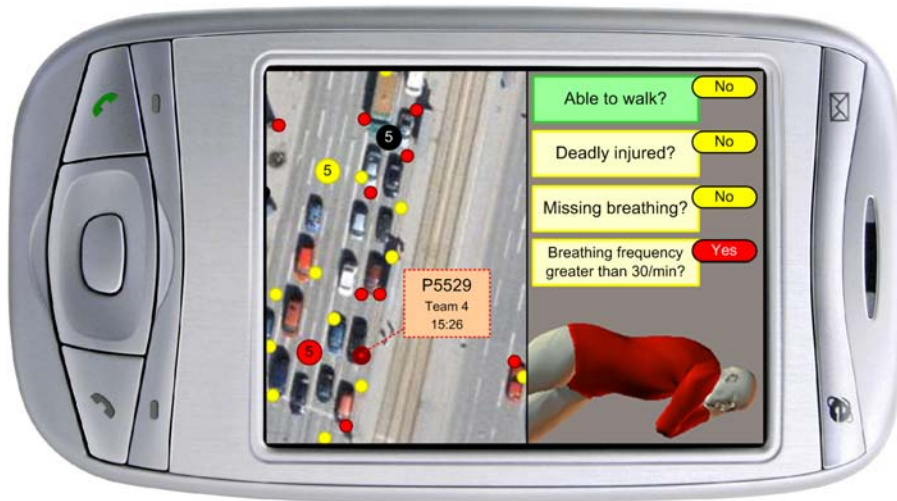 5
5
P5529
Team 4
15:26
5
Able to walk?
No
Deadly injured?
No
Missing breathing?
No
Breathing frequency
greater than 30/min?
Yes